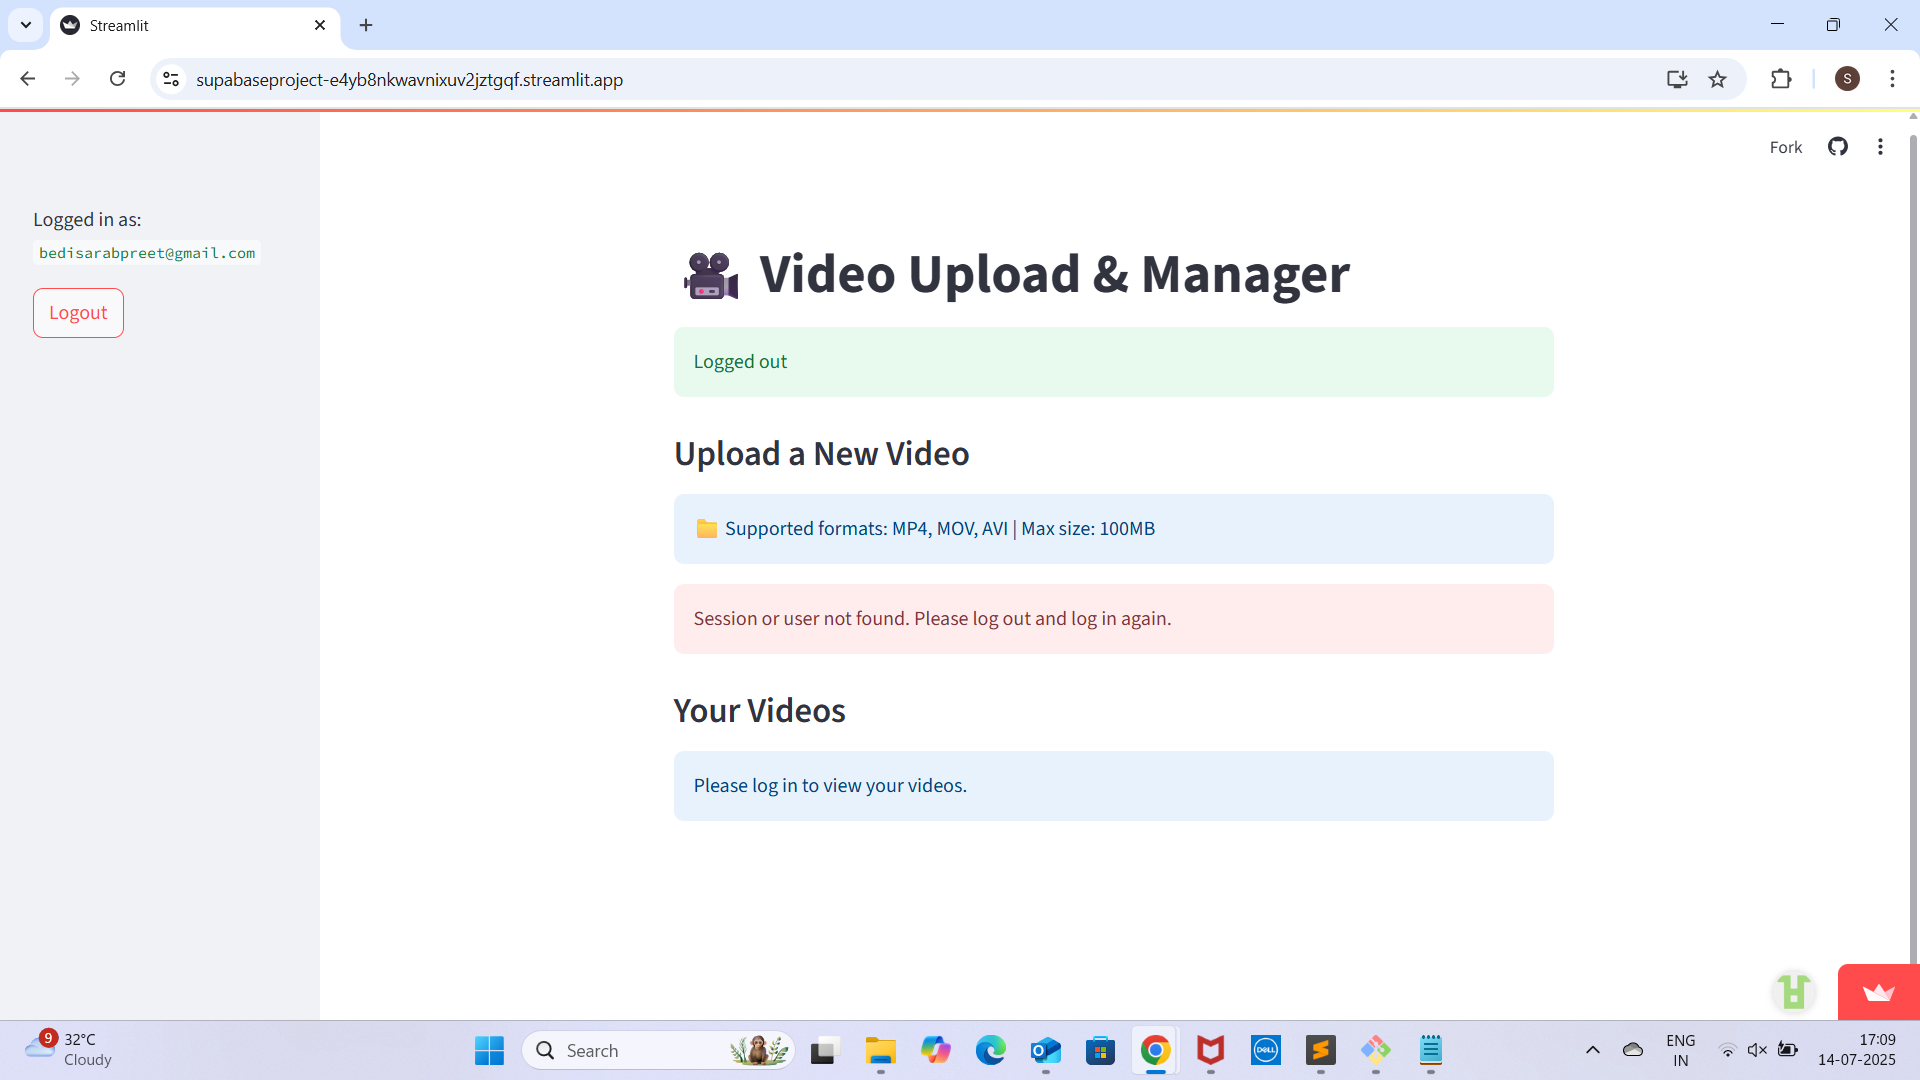 Streamlit
supabaseproject-e4yb8nkwavnixuv2jztgqf.streamlit.app
S
Fork
Logged in as:
bedisarabpreet@gmail.com
Logout
Video Upload & Manager
Logged out
Upload a New Video
Supported formats: MP4, MOV, AVI | Max size: 100MB
Session or user not found. Please log out and log in again.
Your Videos
Please log in to view your videos.
9
32°C
Cloudy
Search
DELL
ENG
IN
17:09
14-07-2025